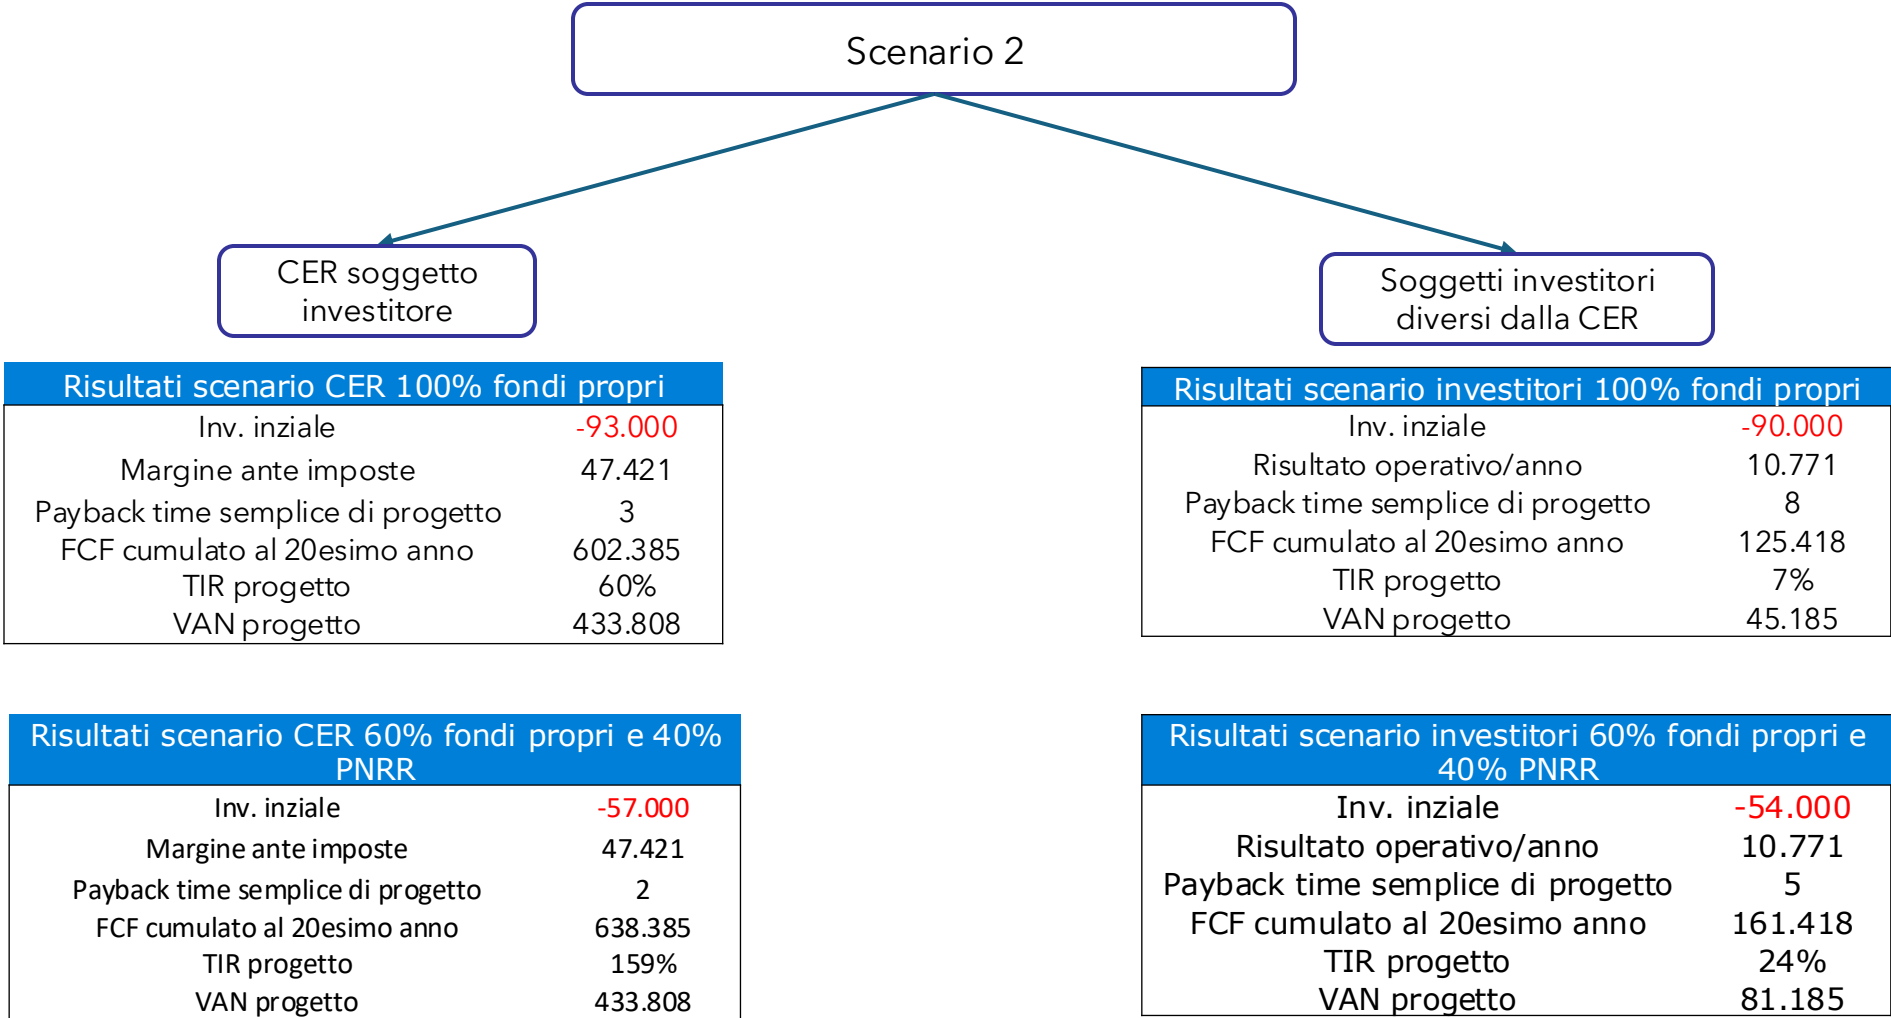 Scenario 2
CER soggetto
investitore
Soggetti investitori
diversi dalla CER
Risultati scenario CER 100% fondi propri
Inv. inziale -93.000
Margine ante imposte 47.421
Payback time semplice di progetto 3
FCF cumulato al 20esimo anno 602.385
TIR progetto 60%
VAN progetto 433.808
Risultati scenario investitori 100% fondi propri
Inv. inziale -90.000
Risultato operativo/anno 10.771
Payback time semplice di progetto 8
FCF cumulato al 20esimo anno 125.418
TIR progetto 7%
VAN progetto 45.185
Risultati scenario CER 60% fondi propri e 40%
PNRR
Inv. inziale -57.000
Margine ante imposte 47.421
Payback time semplice di progetto 2
FCF cumulato al 20esimo anno 638.385
TIR progetto 159%
VAN progetto 433.808
Risultati scenario investitori 60% fondi propri e
40% PNRR
Inv. inziale -54.000
Risultato operativo/anno 10.771
Payback time semplice di progetto 5
FCF cumulato al 20esimo anno 161.418
TIR progetto 24%
VAN progetto 81.185